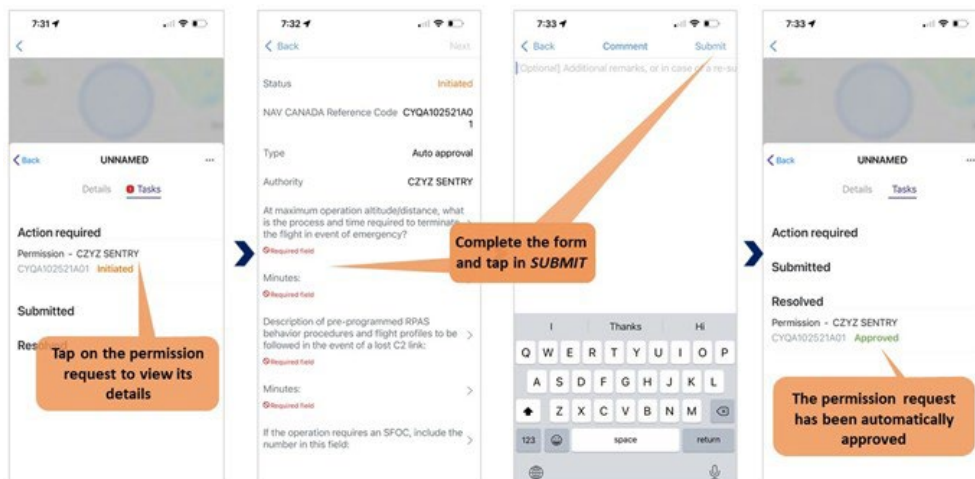 7:31
Back
UNNAMED
...
Details
! Tasks
Action required
Permission - CZYZ SENTRY
CYQA102521A01 Initiated
Submitted
Tap on the permission
request to view its
details
7:32
Back
Next
Status
Initiated
NAV CANADA Reference Code
CYQA102521A0
1
Type
Auto approval
Authority
CZYZ SENTRY
At maximum operation altitude/distance, what
is the process and time required to terminate
the flight in event of emergency?
Required field
Minutes:
Required field
Description of pre-programmed RPAS
behavior procedures and flight profiles to be
followed in the event of a lost C2 link:
Required field
Minutes:
Required field
If the operation requires an SFOC, include the
number in this field:
Complete the form
and tap in SUBMIT
7:33
Back
Comment
Submit
[Optional] Additional remarks, or in case of a re-su
I
Thanks
Hi
Q W E R T Y U I O P
A S D F G H J K L
Z X C V B N M
123
space
return
7:33
Back
UNNAMED
...
Details
Tasks
Action required
Submitted
Resolved
Permission - CZYZ SENTRY
CYQA102521A01 Approved
The permission request
has been automatically
approved